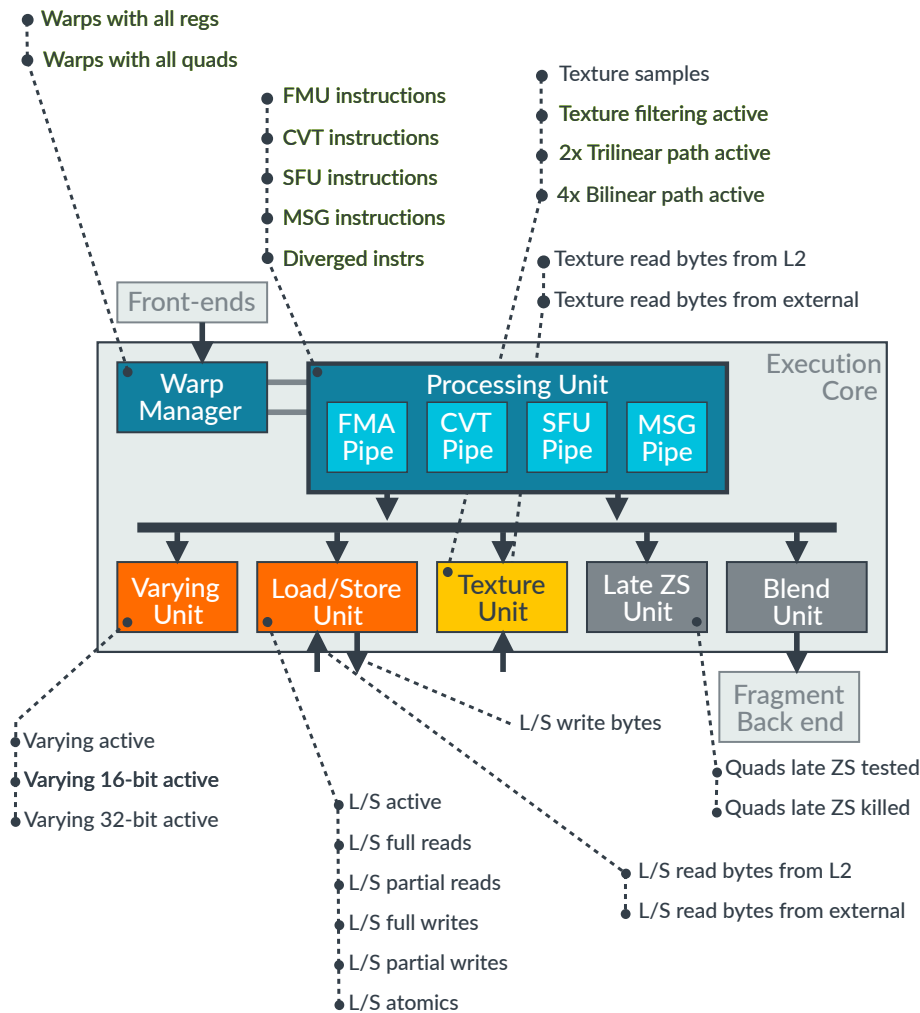 Warps with all regs
Warps with all quads
FMU instructions
CVT instructions
SFU instructions
MSG instructions
Diverged instrs
Texture samples
Texture filtering active
2x Trilinear path active
4x Bilinear path active
Texture read bytes from L2
Texture read bytes from external
Front-ends
Execution
Core
Warp
Manager
Processing Unit
FMA
Pipe
CVT
Pipe
SFU
Pipe
MSG
Pipe
Varying
Unit
Load/Store
Unit
Texture
Unit
Late ZS
Unit
Blend
Unit
Fragment
Back end
L/S write bytes
Varying active
Varying 16-bit active
Varying 32-bit active
Quads late ZS tested
Quads late ZS killed
L/S active
L/S full reads
L/S partial reads
L/S full writes
L/S partial writes
L/S atomics
L/S read bytes from L2
L/S read bytes from external